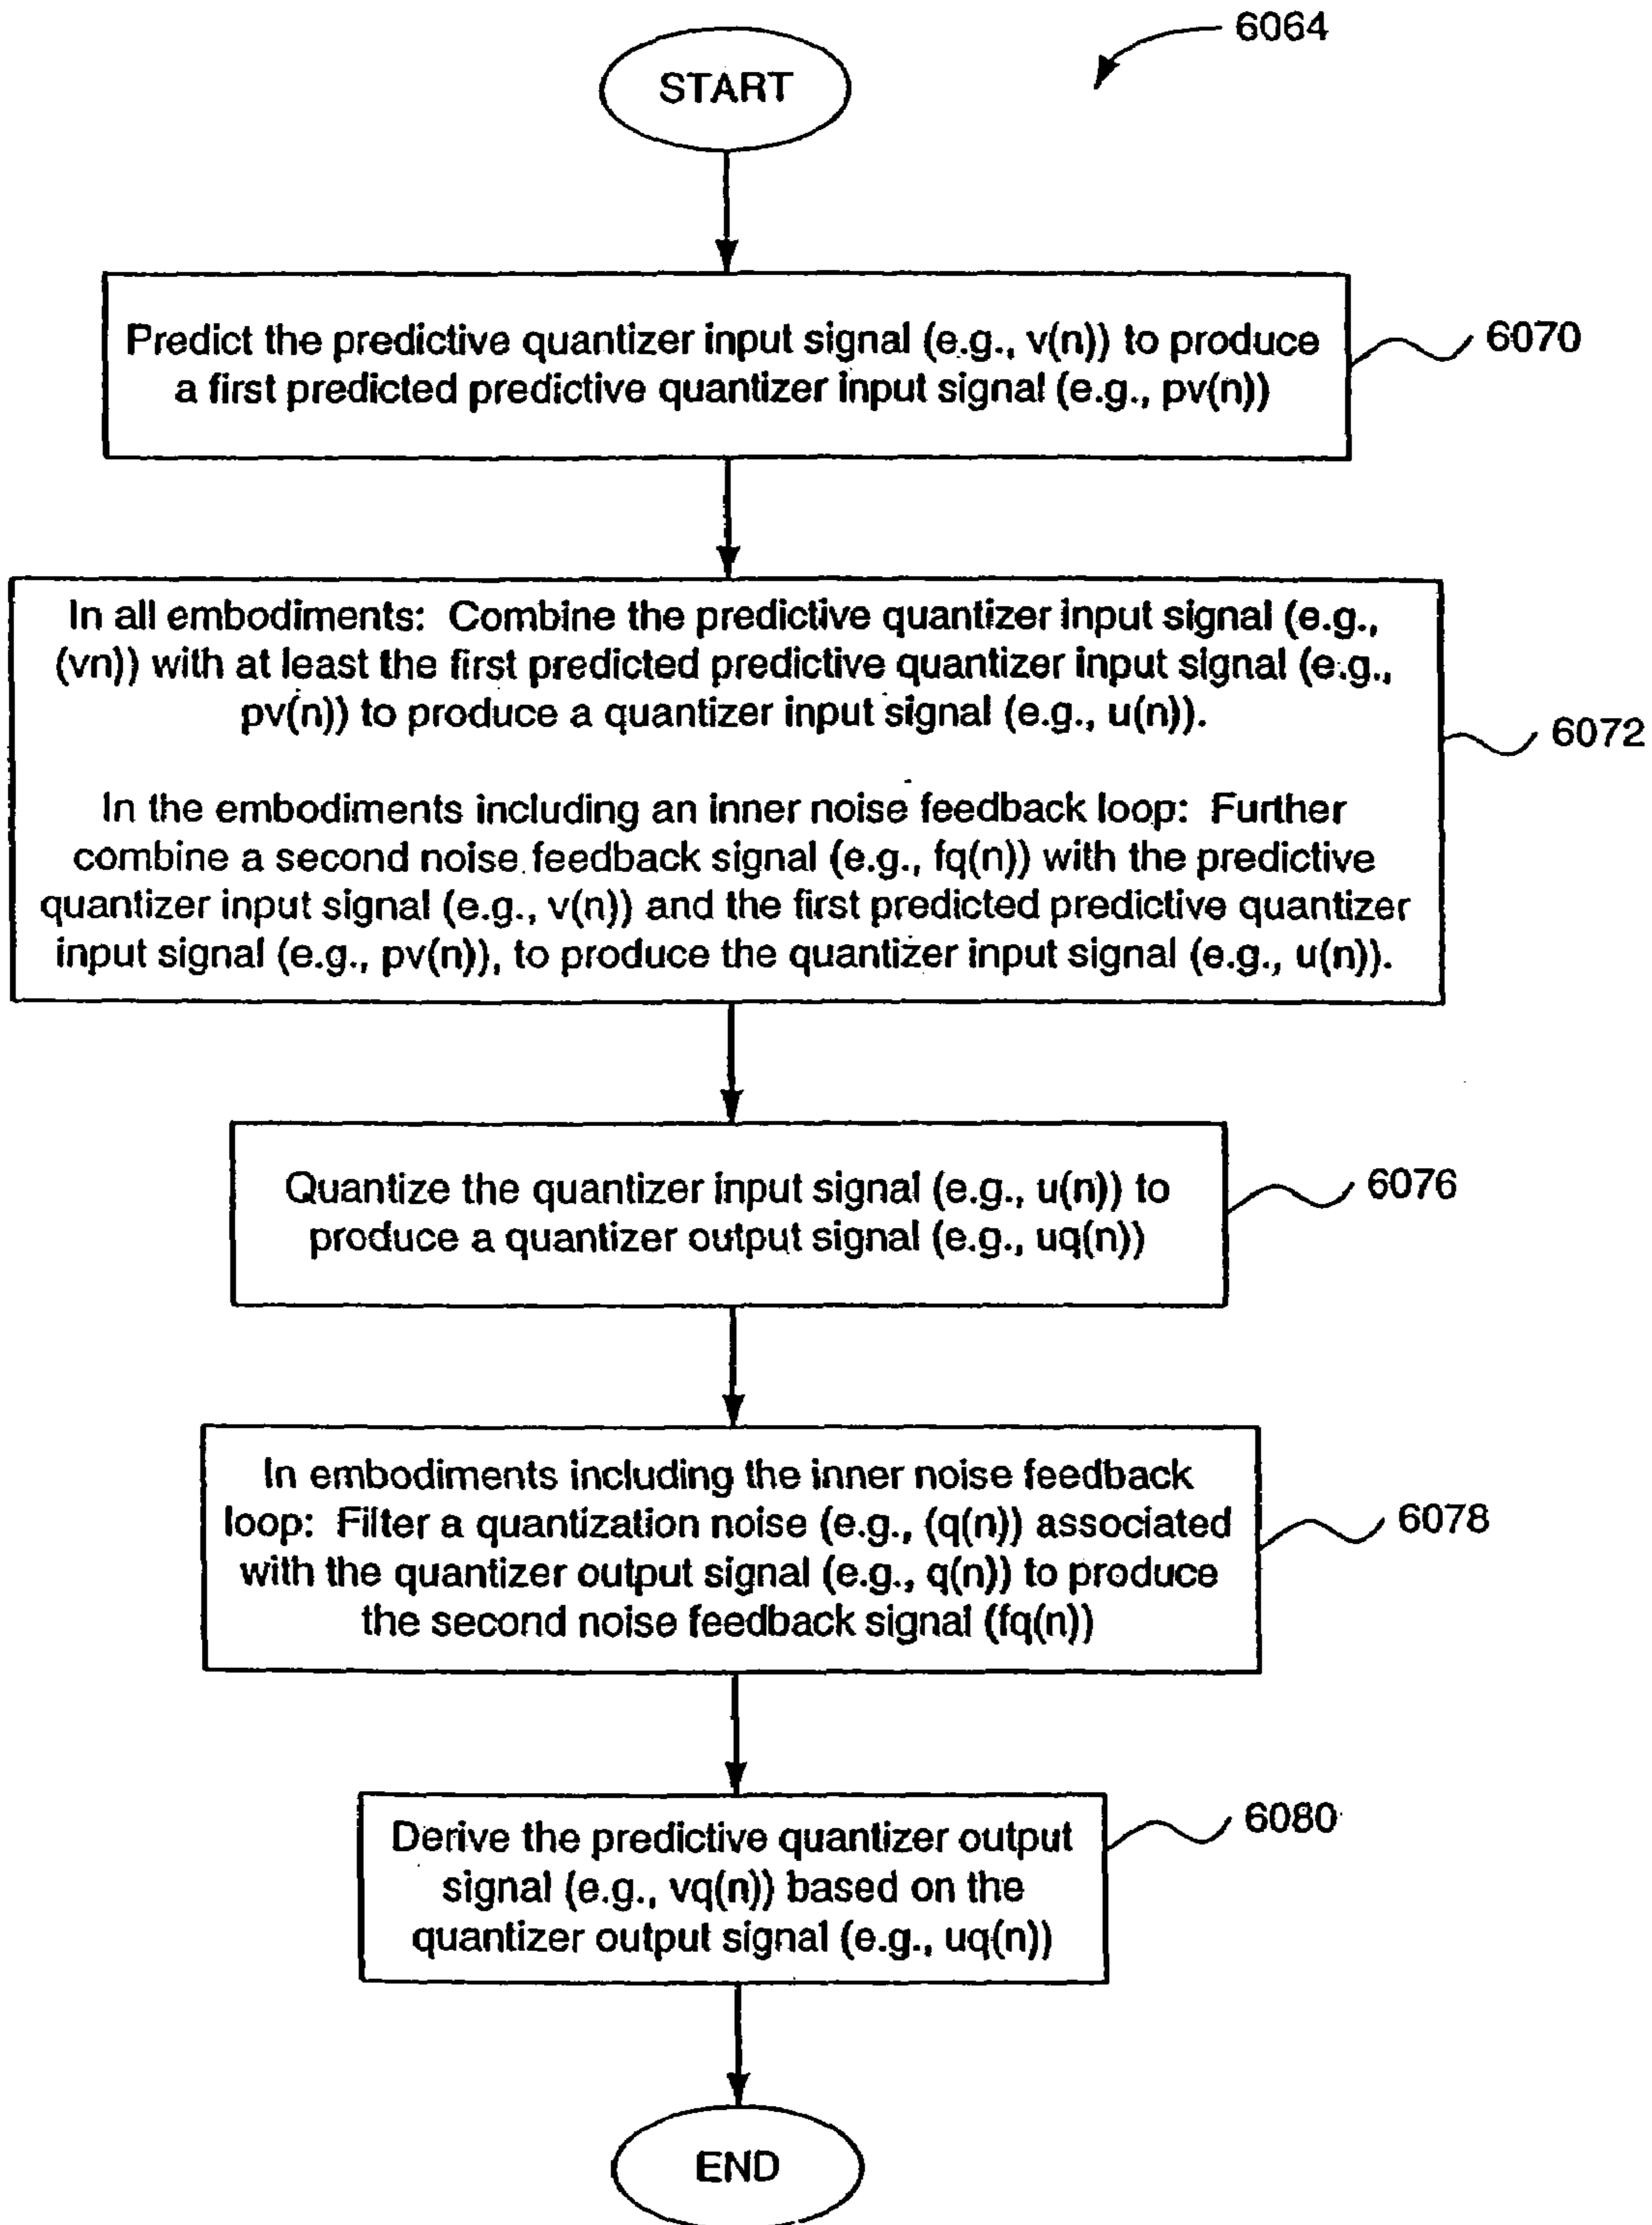 6064
START
Predict the predictive quantizer input signal (e.g., v(n)) to produce
a first predicted predictive quantizer input signal (e.g., pv(n))
6070
In all embodiments: Combine the predictive quantizer input signal (e.g.,
(vn)) with at least the first predicted predictive quantizer input signal (e.g.,
pv(n)) to produce a quantizer input signal (e.g., u(n)).
6072
In the embodiments including an inner noise feedback loop: Further
combine a second noise feedback signal (e.g., fq(n)) with the predictive
quantizer input signal (e.g., v(n)) and the first predicted predictive quantizer
input signal (e.g., pv(n)), to produce the quantizer input signal (e.g., u(n)).
Quantize the quantizer input signal (e.g., u(n)) to
produce a quantizer output signal (e.g., uq(n))
6076
In embodiments including the inner noise feedback
loop: Filter a quantization noise (e.g., (q(n)) associated
with the quantizer output signal (e.g., q(n)) to produce
the second noise feedback signal (fq(n))
6078
Derive the predictive quantizer output
signal (e.g., vq(n)) based on the
quantizer output signal (e.g., uq(n))
6080
END